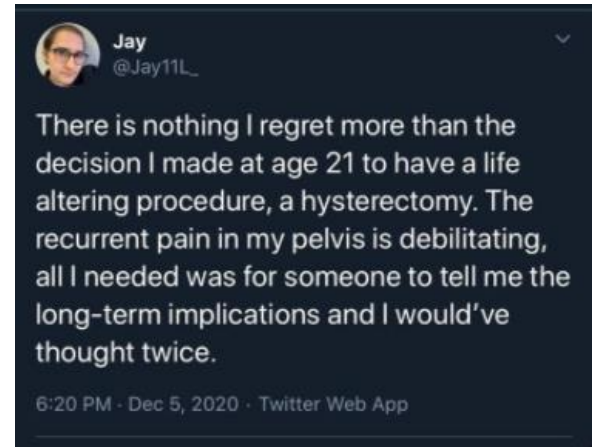 Jay
@Jay11L_
There is nothing I regret more than the
decision I made at age 21 to have a life
altering procedure, a hysterectomy. The
recurrent pain in my pelvis is debilitating,
all I needed was for someone to tell me the
long-term implications and I would've
thought twice.
6:20 PM · Dec 5, 2020 · Twitter Web App